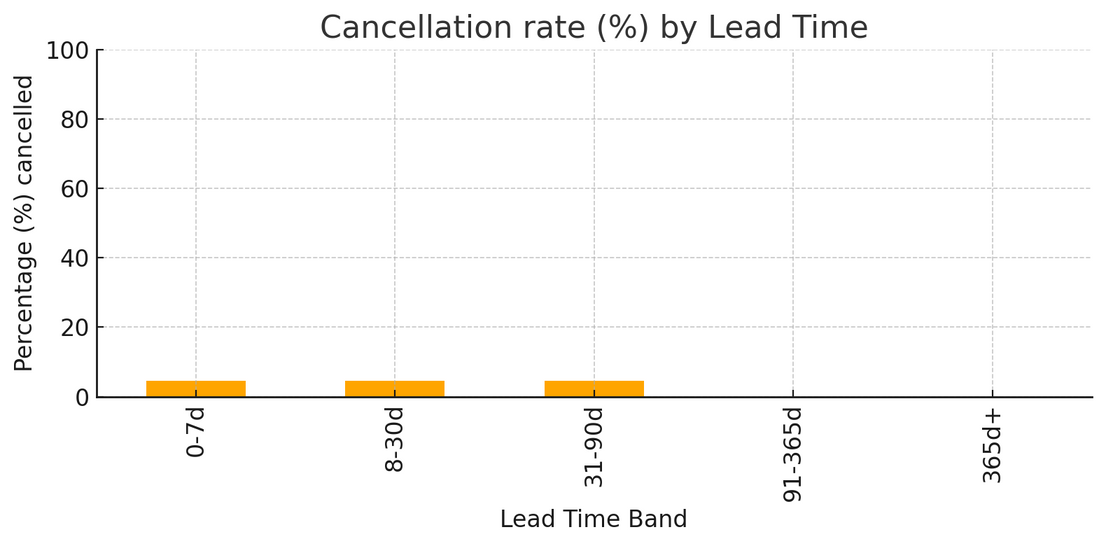 Cancellation rate (%) by Lead Time
Percentage (%) cancelled
100
80
60
40
20
0
0-7d
8-30d
31-90d
91-365d
365d+
Lead Time Band